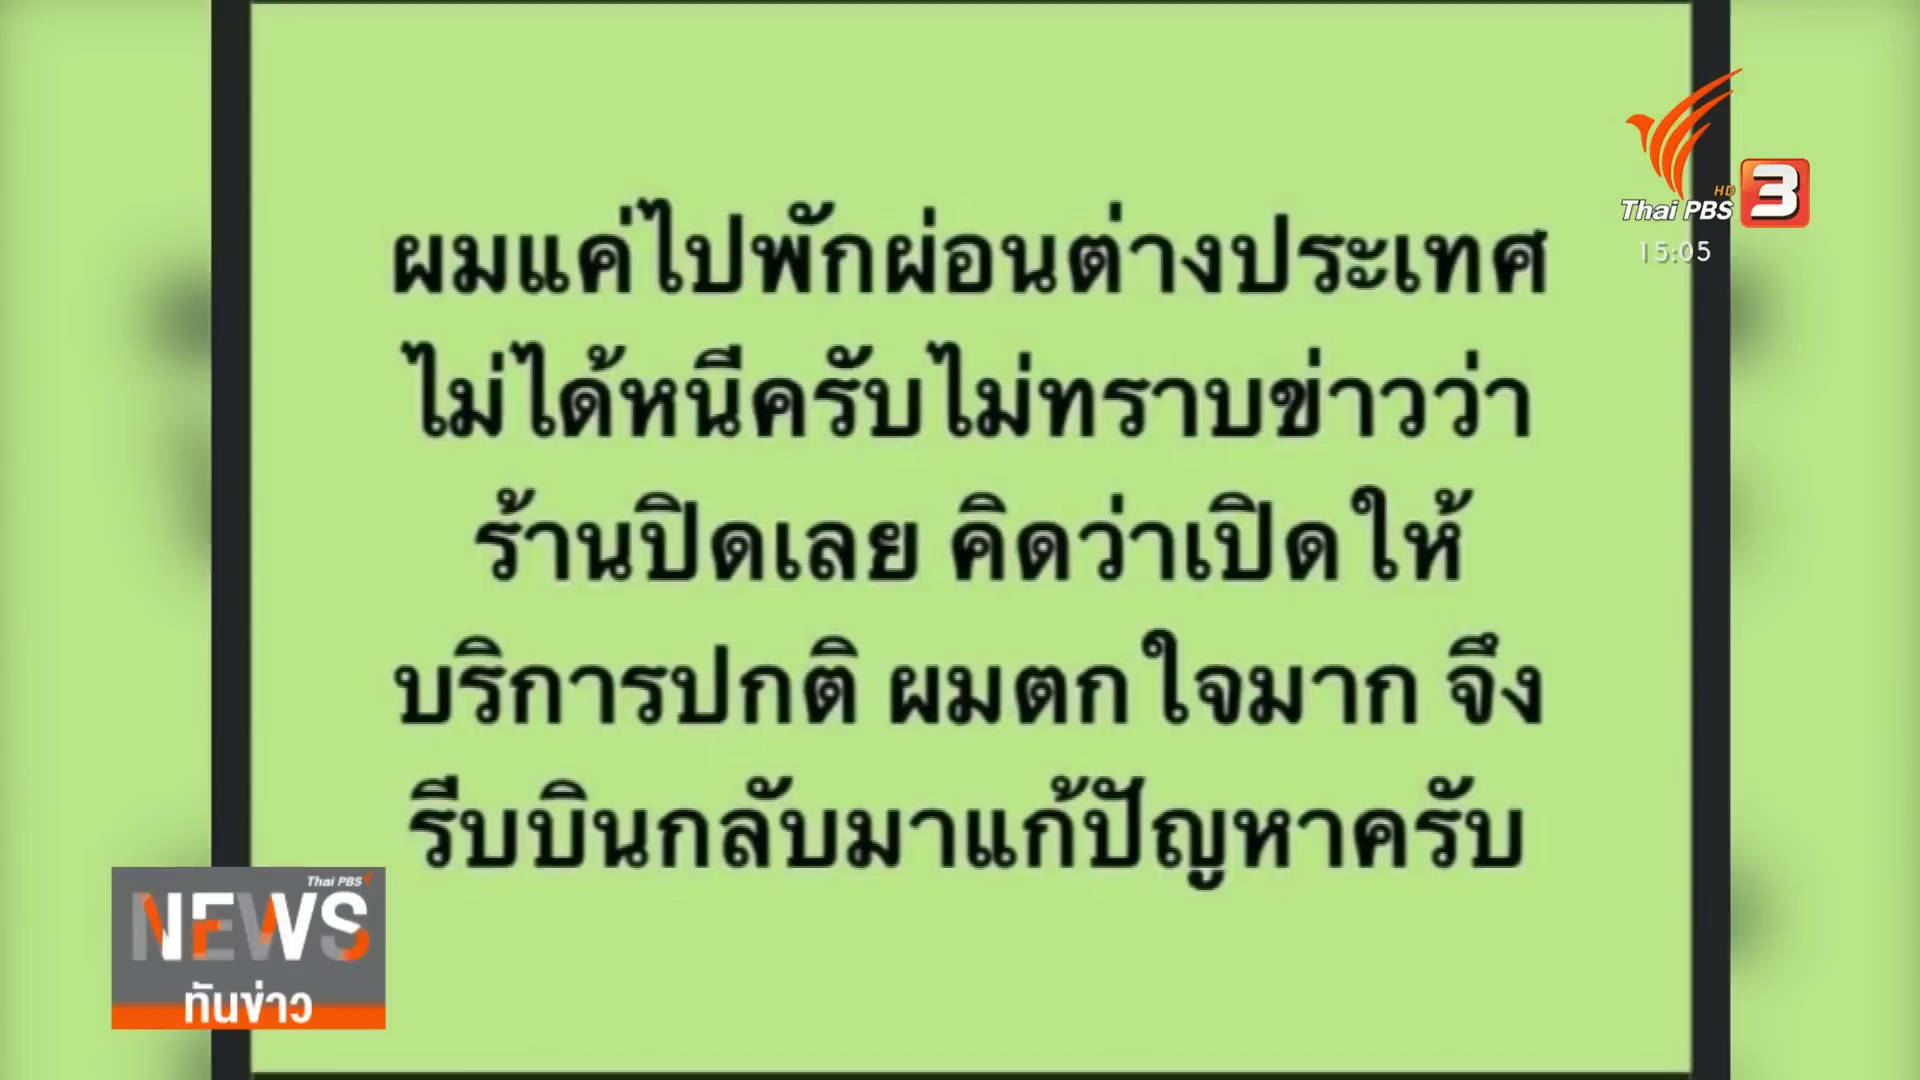 ผมแค่ไปพักผ่อนต่างประเทศ
ไม่ได้หนีครับไม่ทราบข่าวว่า
ร้านปิดเลย คิดว่าเปิดให้
บริการปกติ ผมตกใจมาก จึง
รีบบินกลับมาแก้ปัญหาครับ
HD
Thai PBS 3
15:05
Thai PBS
NEWS
ทันข่าว